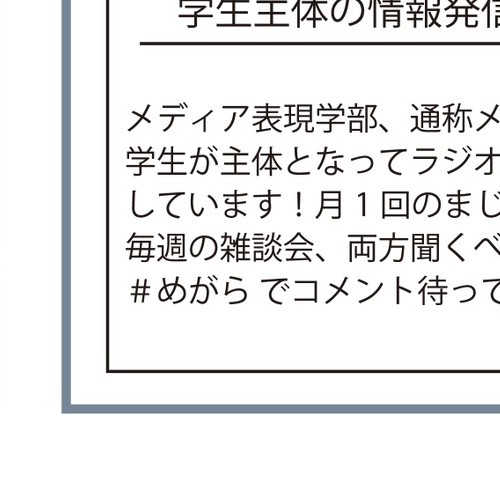 学生主体の情報発信
メディア表現学部、通称メ
学生が主体となってラジオ
しています！月1回のまじ
毎週の雑談会、両方聞くべ
＃めがら でコメント待って